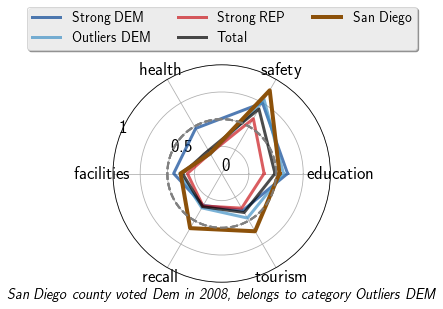 Strong DEM
Strong REP
San Diego
Outliers DEM
Total
health
safety
1
0.5
0
facilities
education
recall
tourism
San Diego county voted Dem in 2008, belongs to category Outliers DEM